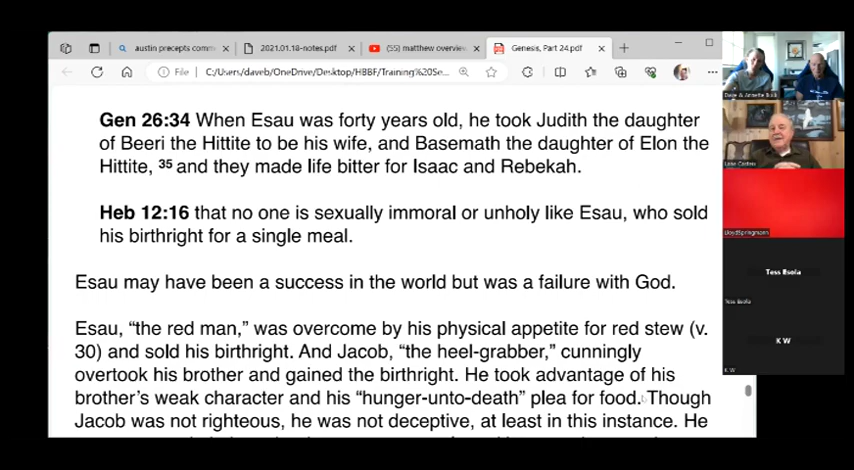 austin precepts comm
2021.01.18-notes.pdf
(55) matthew overvie
Genesis, Part 24.pdf
File
C:/Users/daveb/OneDrive/Desktop/HBBF/Training%20Se...
Gen 26:34 When Esau was forty years old, he took Judith the daughter
of Beeri the Hittite to be his wife, and Basemath the daughter of Elon the
Hittite, 35 and they made life bitter for Isaac and Rebekah.
Heb 12:16 that no one is sexually immoral or unholy like Esau, who sold
his birthright for a single meal.
Esau may have been a success in the world but was a failure with God.
Esau, “the red man,” was overcome by his physical appetite for red stew (v.
30) and sold his birthright. And Jacob, “the heel-grabber,” cunningly
overtook his brother and gained the birthright. He took advantage of his
brother’s weak character and his “hunger-unto-death” plea for food. Though
Jacob was not righteous, he was not deceptive, at least in this instance. He
Dave & Annette
LloydSpringmann
Tess Esola
Tess Esola
K W
K W